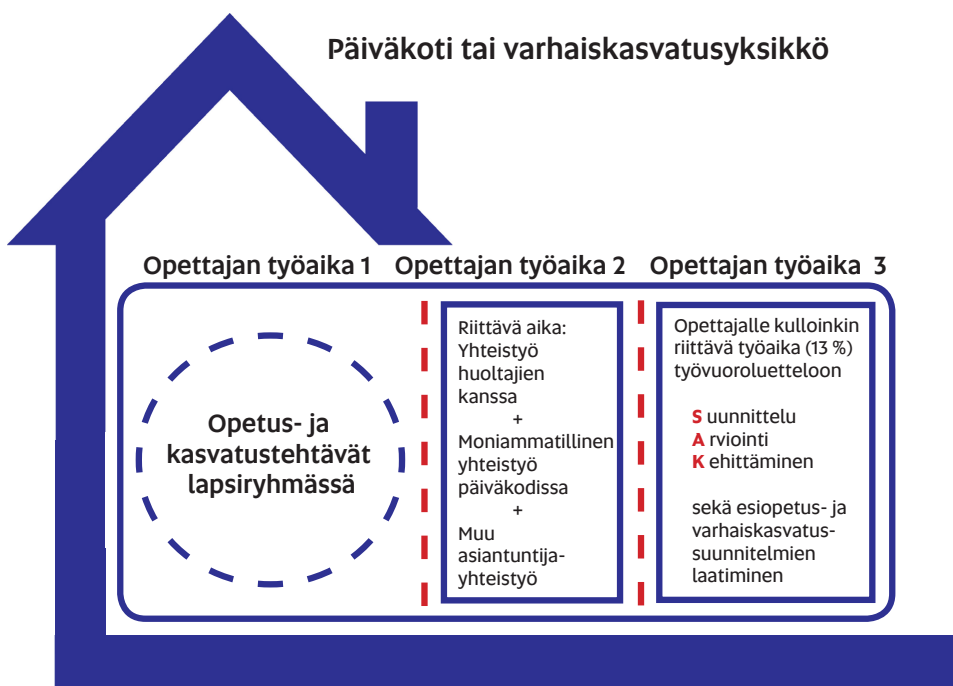 Päiväkoti tai varhaiskasvatusyksikkö
Opettajan työaika 1
Opetus- ja
kasvatustehtävät
lapsiryhmässä
Opettajan työaika 2
Riittävä aika:
Yhteistyö
huoltajien
kanssa
+
Moniammatillinen
yhteistyö
päiväkodissa
+
Muu
asiantuntija-
yhteistyö
Opettajan työaika 3
Opettajalle kulloinkin
riittävä työaika (13 %)
työvuoroluetteloon
S uunnittelu
A rviointi
K ehittäminen
sekä esiopetus- ja
varhaiskasvatus-
suunnitelmien
laatiminen